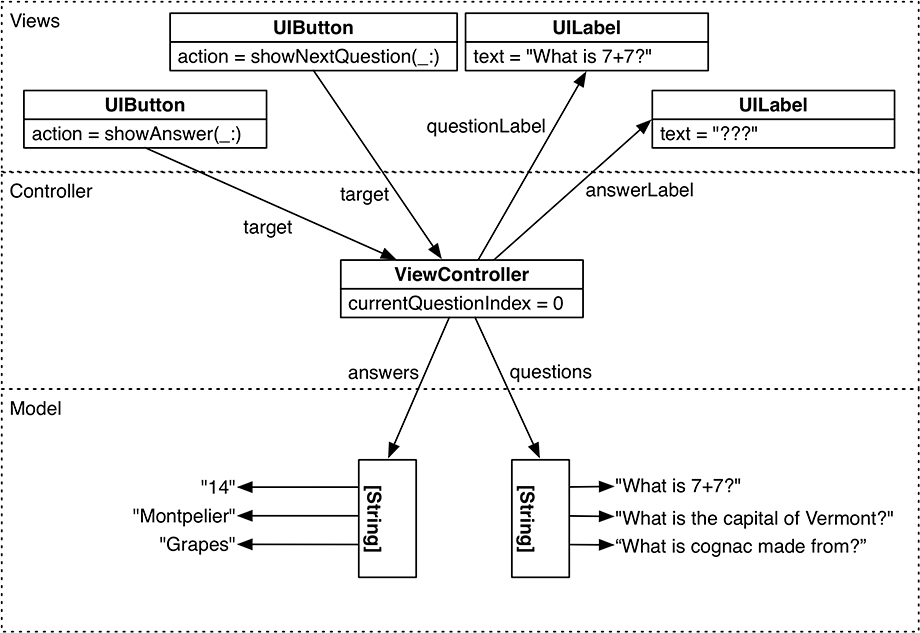 Views
UIButton
action = showNextQuestion(_:)
UILabel
text = "What is 7+7?"
UIButton
action = showAnswer(_:)
UILabel
text = "???"
questionLabel
Controller
answerLabel
target
target
ViewController
currentQuestionIndex = 0
answers
questions
Model
[String]
"14"
"Montpelier"
"Grapes"
[String]
"What is 7+7?"
"What is the capital of Vermont?"
“What is cognac made from?”